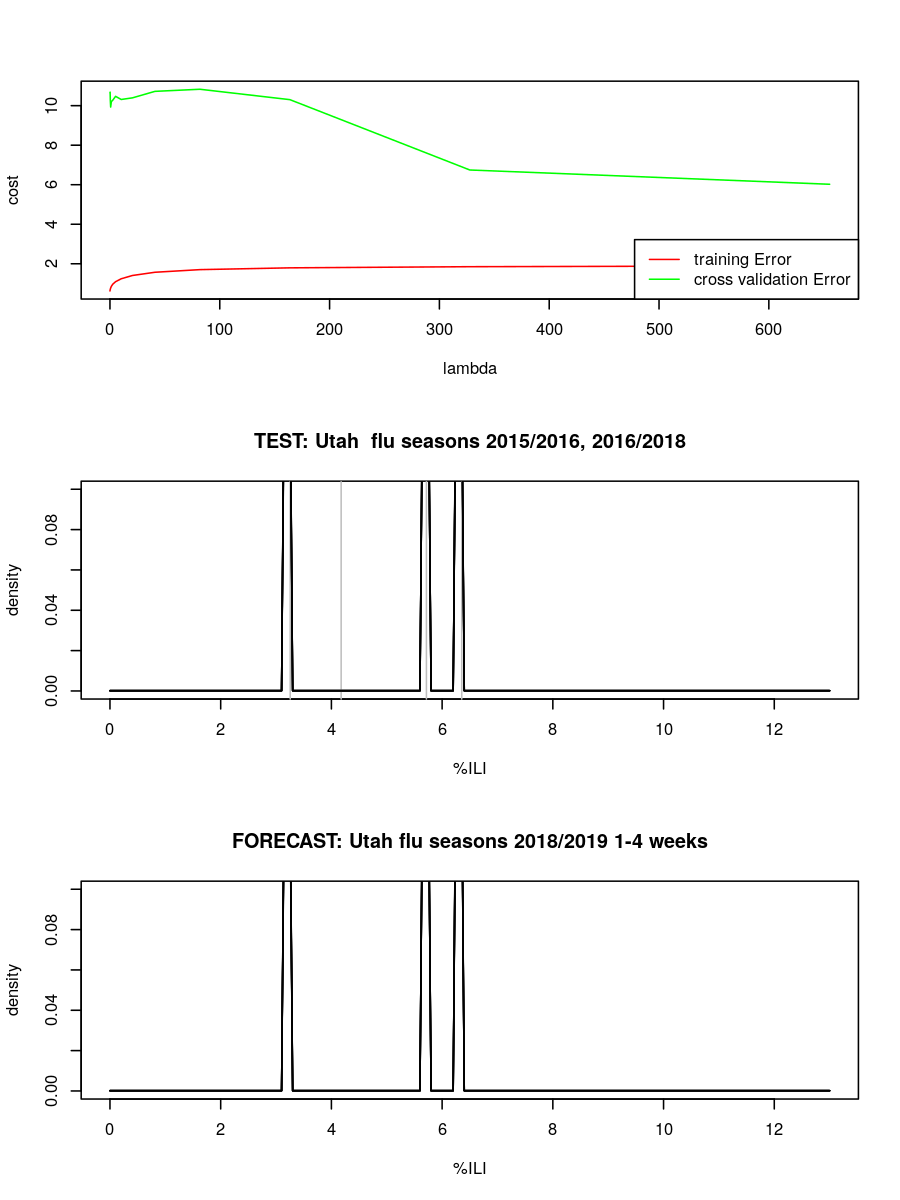 10
8
6
4
2
cost
training Error
cross validation Error
0 100 200 300 400 500 600
lambda
TEST: Utah  flu seasons 2015/2016, 2016/2018
0.08
0.04
0.00
density
0 2 4 6 8 10 12
%ILI
FORECAST: Utah flu seasons 2018/2019 1-4 weeks
0.08
0.04
0.00
density
0 2 4 6 8 10 12
%ILI